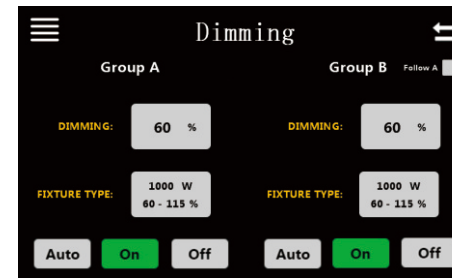 Dimming
Group A
Group B Follow A
DIMMING: 60 %
DIMMING: 60 %
FIXTURE TYPE: 1000 W
60 - 115 %
FIXTURE TYPE: 1000 W
60 - 115 %
Auto On Off
Auto On Off